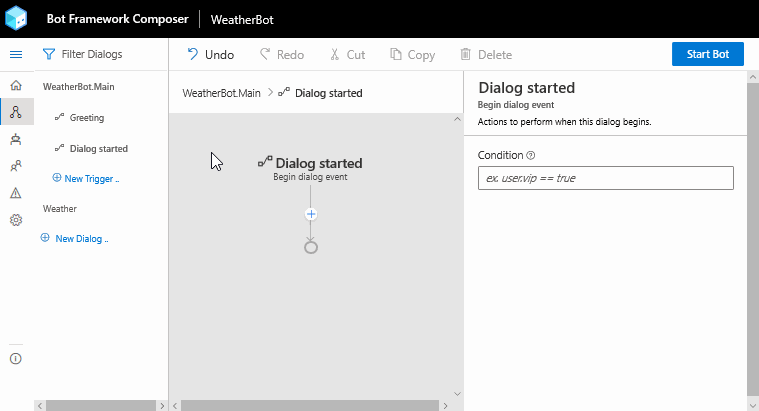 Bot Framework Composer
WeatherBot
Filter Dialogs
Undo
Redo
Cut
Copy
Delete
Start Bot
WeatherBot.Main
Greeting
Dialog started
New Trigger ..
Weather
New Dialog ..
WeatherBot.Main > Dialog started
Dialog started
Begin dialog event
Dialog started
Begin dialog event
Actions to perform when this dialog begins.
Condition
ex. user.vip == true